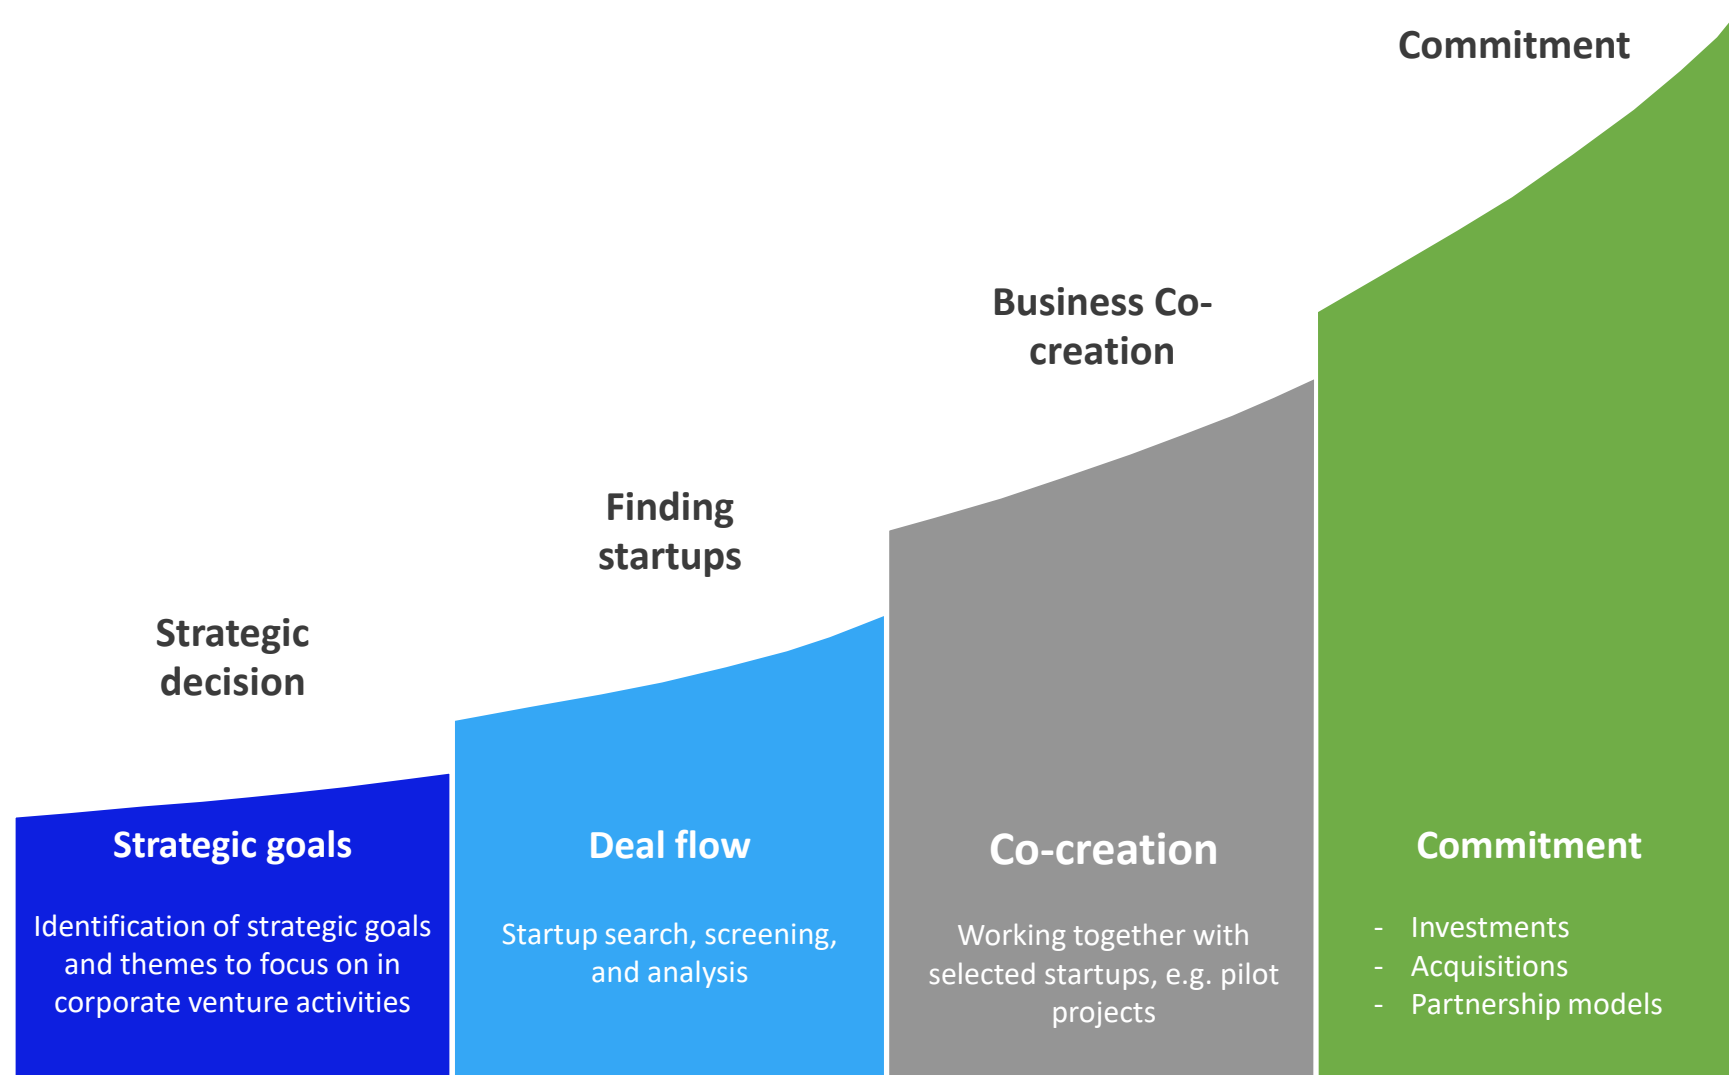 Commitment
Business Co-
creation
Finding
startups
Strategic
decision
Strategic goals
Identification of strategic goals
and themes to focus on in
corporate venture activities
Deal flow
Startup search, screening,
and analysis
Co-creation
Working together with
selected startups, e.g. pilot
projects
Commitment
- Investments
- Acquisitions
- Partnership models